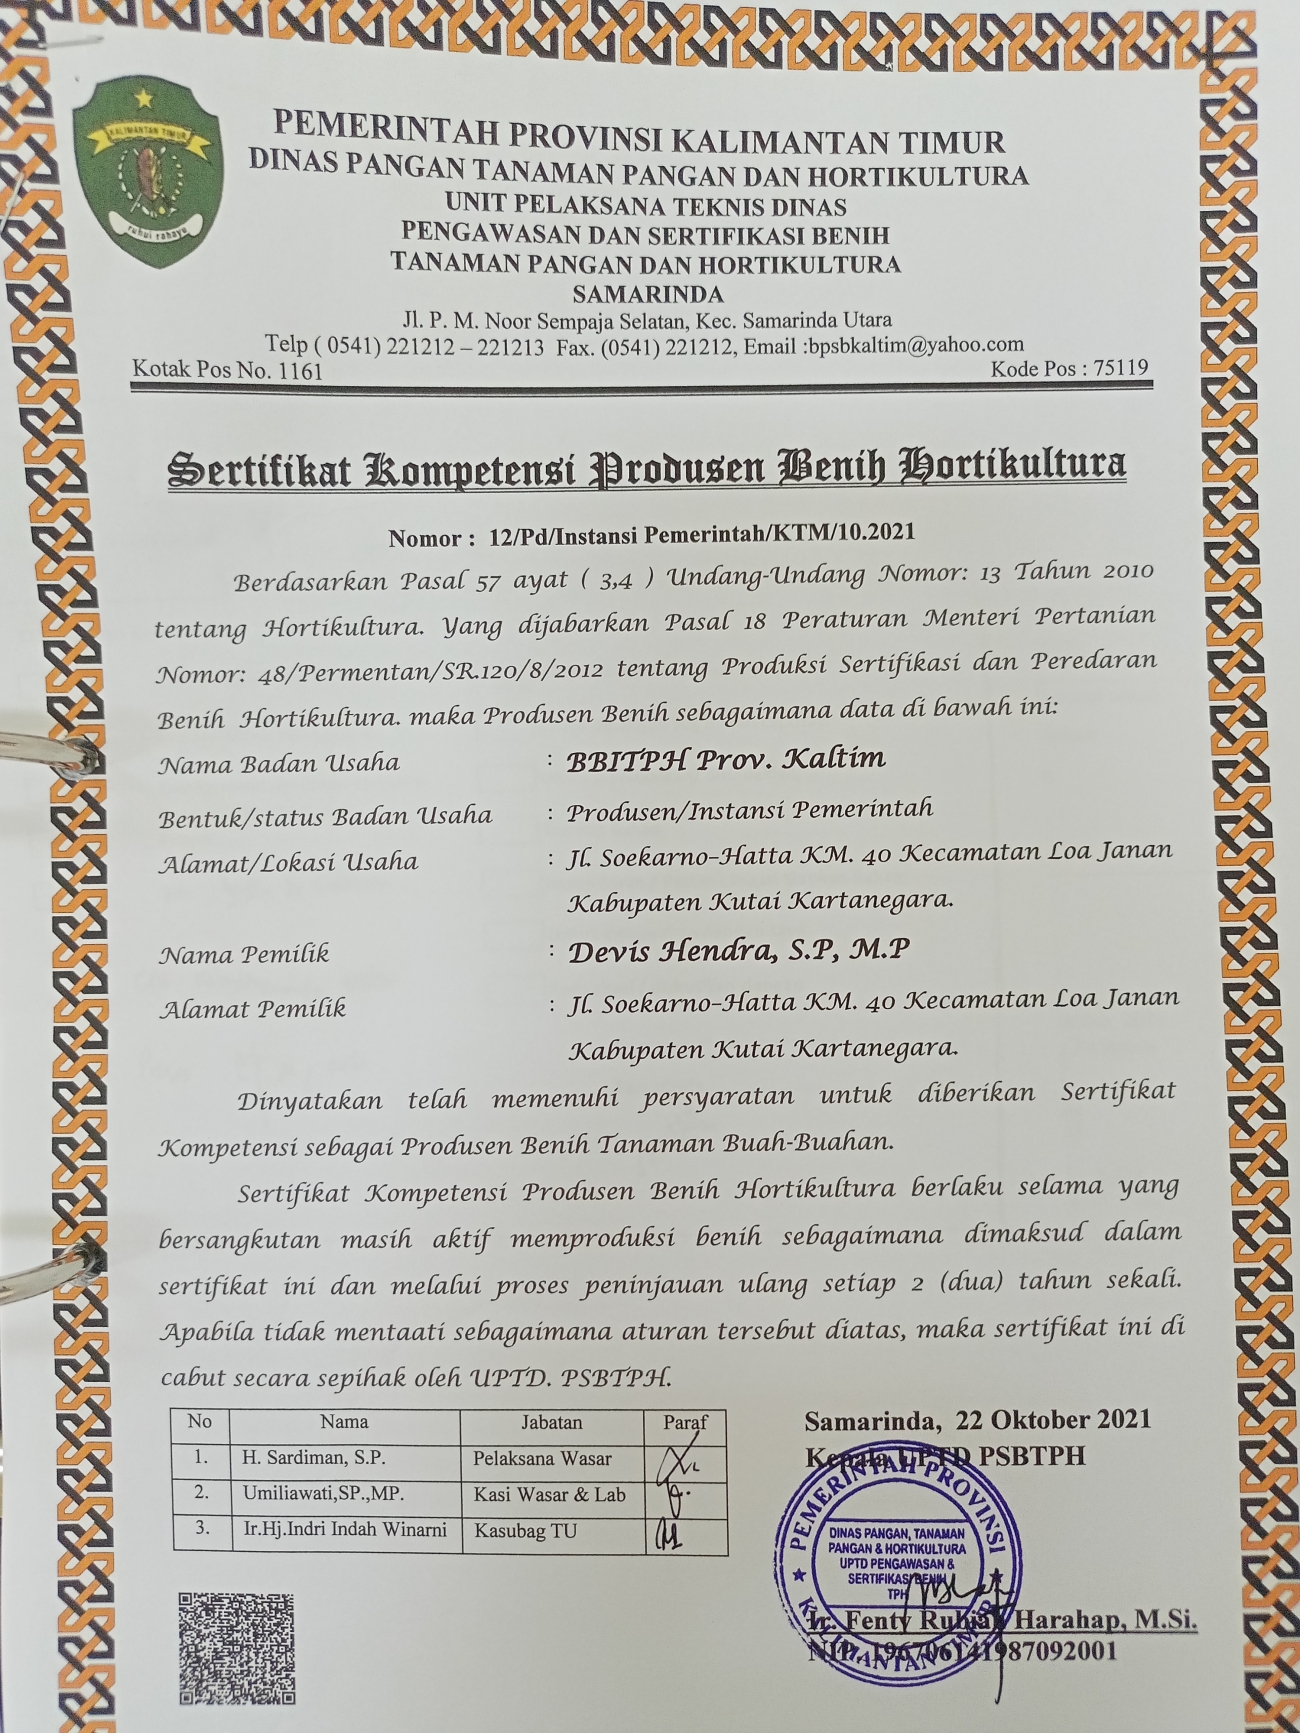 KALIMANTAN TIMUR
ruhui rahayu
PEMERINTAH PROVINSI KALIMANTAN TIMUR
DINAS PANGAN TANAMAN PANGAN DAN HORTIKULTURA
UNIT PELAKSANA TEKNIS DINAS
PENGAWASAN DAN SERTIFIKASI BENIH
TANAMAN PANGAN DAN HORTIKULTURA
SAMARINDA
Jl. P. M. Noor Sempaja Selatan, Kec. Samarinda Utara
Telp ( 0541) 221212 – 221213 Fax. (0541) 221212, Email :bpsbkaltim@yahoo.com
Kotak Pos No. 1161 Kode Pos : 75119
Sertifikat Kompetensi Produsen Benih Hortikultura
Nomor : 12/Pd/Instansi Pemerintah/KTM/10.2021
Berdasarkan Pasal 57 ayat ( 3,4 ) Undang-Undang Nomor: 13 Tahun 2010
tentang Hortikultura. Yang dijabarkan Pasal 18 Peraturan Menteri Pertanian
Nomor: 48/Permentan/SR.120/8/2012 tentang Produksi Sertifikasi dan Peredaran
Benih Hortikultura. maka Produsen Benih sebagaimana data di bawah ini:
Nama Badan Usaha : BBITPH Prov. Kaltim
Bentuk/status Badan Usaha : Produsen/Instansi Pemerintah
Alamat/Lokasi Usaha : Jl. Soekarno-Hatta KM. 40 Kecamatan Loa Janan
Kabupaten Kutai Kartanegara.
Nama Pemilik : Devis Hendra, S.P, M.P
Alamat Pemilik : Jl. Soekarno-Hatta KM. 40 Kecamatan Loa Janan
Kabupaten Kutai Kartanegara.
Dinyatakan telah memenuhi persyaratan untuk diberikan Sertifikat
Kompetensi sebagai Produsen Benih Tanaman Buah-Buahan.
Sertifikat Kompetensi Produsen Benih Hortikultura berlaku selama yang
bersangkutan masih aktif memproduksi benih sebagaimana dimaksud dalam
sertifikat ini dan melalui proses peninjauan ulang setiap 2 (dua) tahun sekali.
Apabila tidak mentaati sebagaimana aturan tersebut diatas, maka sertifikat ini di
cabut secara sepihak oleh UPTD. PSBTPH.
No Nama Jabatan Paraf
1. H. Sardiman, S.P. Pelaksana Wasar
2. Umiliawati,SP.,MP. Kasi Wasar & Lab
3. Ir.Hj.Indri Indah Winarni Kasubag TU
Samarinda, 22 Oktober 2021
Kepala UPTD PSBTPH
PEMERINTAH PROVINSI
DINAS PANGAN, TANAMAN
PANGAN & HORTIKULTURA
UPTD PENGAWASAN &
SERTIFIKASI BENIH
TPH
KALIMANTAN TIMUR
Ir. Fenty Rubiah Harahap, M.Si.
NIP. 196706141987092001